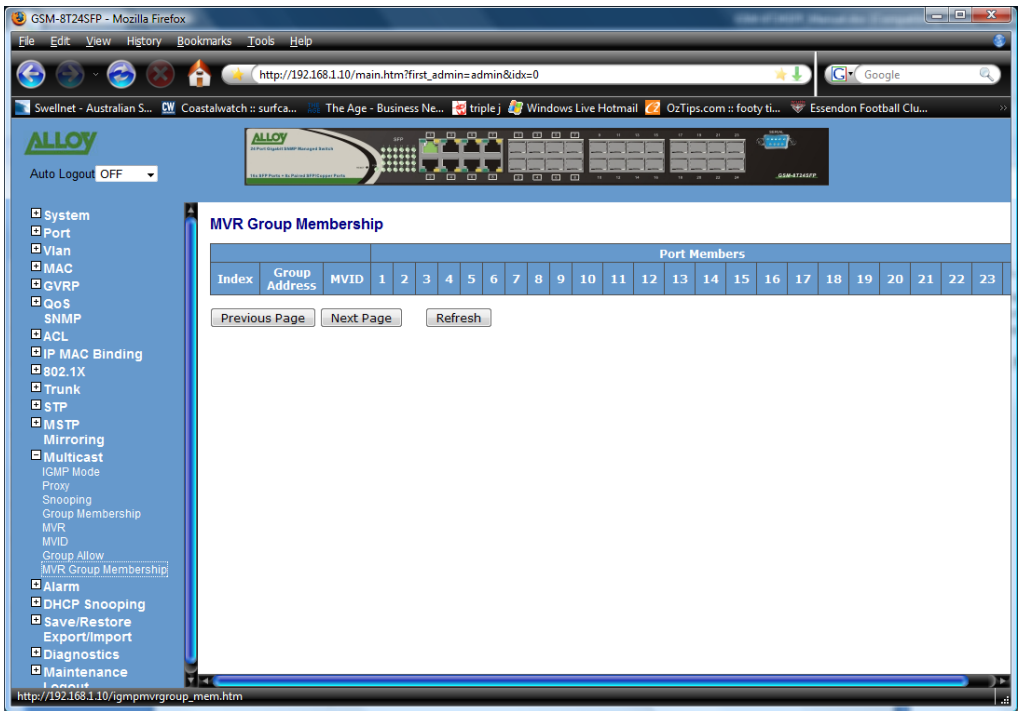 GSM-8T24SFP - Mozilla Firefox
File Edit View History Bookmarks Tools Help
http://192.168.1.10/main.htm?first_admin=admin&idx=0
G Google
Swellnet - Australian S... CW Coastalwatch :: surfca... The Age - Business Ne... triple j Windows Live Hotmail OzTips.com :: footy ti... Essendon Football Clu... »
ALLOY
Auto Logout OFF
ALLOY
SFP
GSM-8T24SFP
System
Port
Vlan
MAC
GVRP
QoS
SNMP
ACL
IP MAC Binding
802.1X
Trunk
STP
MSTP
Mirroring
Multicast
IGMP Mode
Proxy
Snooping
Group Membership
MVR
MVID
Group Allow
MVR Group Membership
Alarm
DHCP Snooping
Save/Restore
Export/Import
Diagnostics
Maintenance
Logout
MVR Group Membership
Port Members
Index Group Address MVID 1 2 3 4 5 6 7 8 9 10 11 12 13 14 15 16 17 18 19 20 21 22 23
Previous Page Next Page Refresh
http://192.168.1.10/igmpmvrgroup_mem.htm